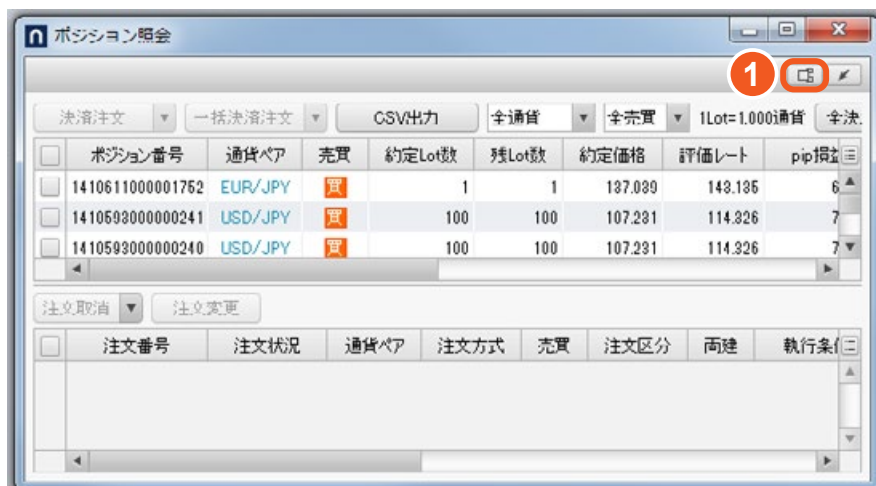 ポジション照会
1
決済注文 一括決済注文 CSV出力 全通貨 全売買 1Lot=1.000通貨 全決
ポジション番号 通貨ペア 売買 約定Lot数 残Lot数 約定価格 評価レート pip損益
1410611000001752 EUR/JPY 買 1 1 137.039 143.135 6
1410593000000241 USD/JPY 買 100 100 107.231 114.326 7
1410593000000240 USD/JPY 買 100 100 107.231 114.326 7
注文取消 注文変更
注文番号 注文状況 通貨ペア 注文方式 売買 注文区分 両建 執行条件